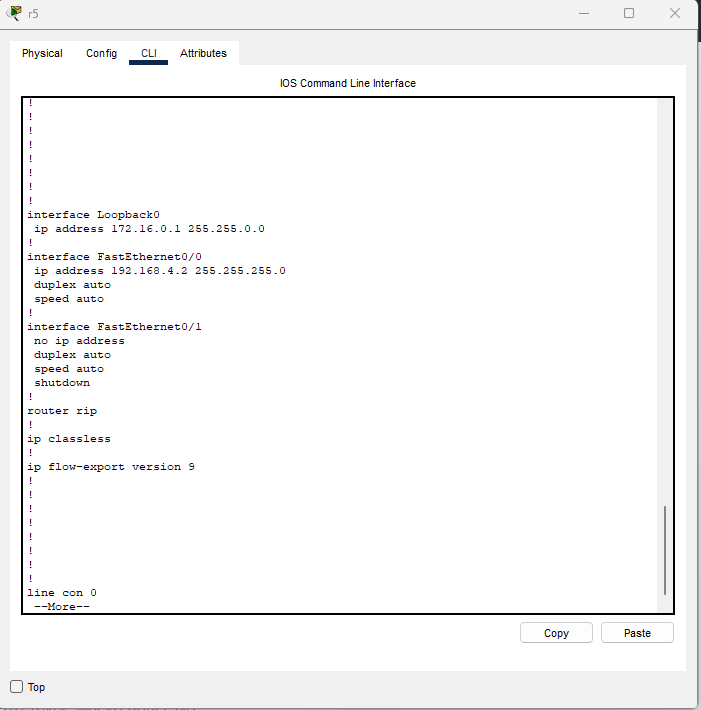 r5
Physical Config CLI Attributes
IOS Command Line Interface
!
!
!
!
!
!
!
!
interface Loopback0
 ip address 172.16.0.1 255.255.0.0
!
interface FastEthernet0/0
 ip address 192.168.4.2 255.255.255.0
 duplex auto
 speed auto
!
interface FastEthernet0/1
 no ip address
 duplex auto
 speed auto
 shutdown
!
router rip
!
ip classless
!
ip flow-export version 9
!
!
!
!
!
!
!
!
line con 0
 --More--
Copy Paste
Top